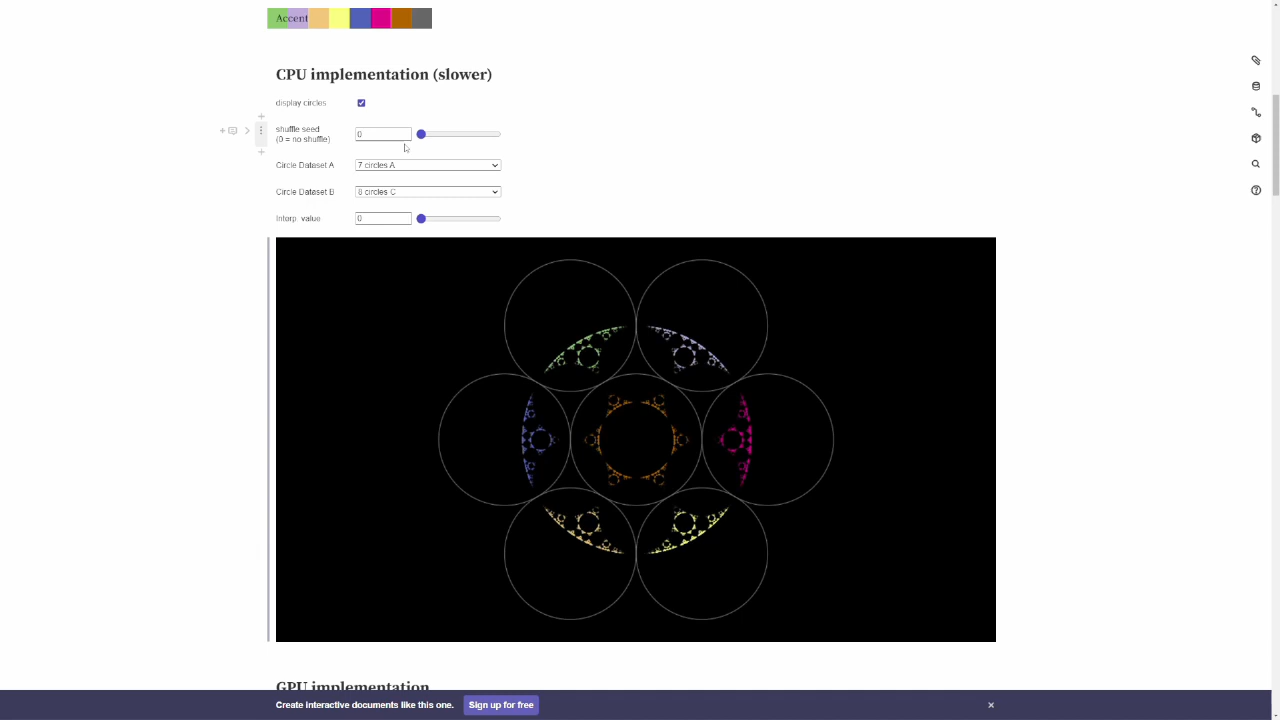 Accent
CPU implementation (slower)
display circles
shuffle seed
(0 = no shuffle)
0
Circle Dataset A
7 circles A
Circle Dataset B
8 circles C
Interp. value
0
GPU implementation
Create interactive documents like this one.
Sign up for free